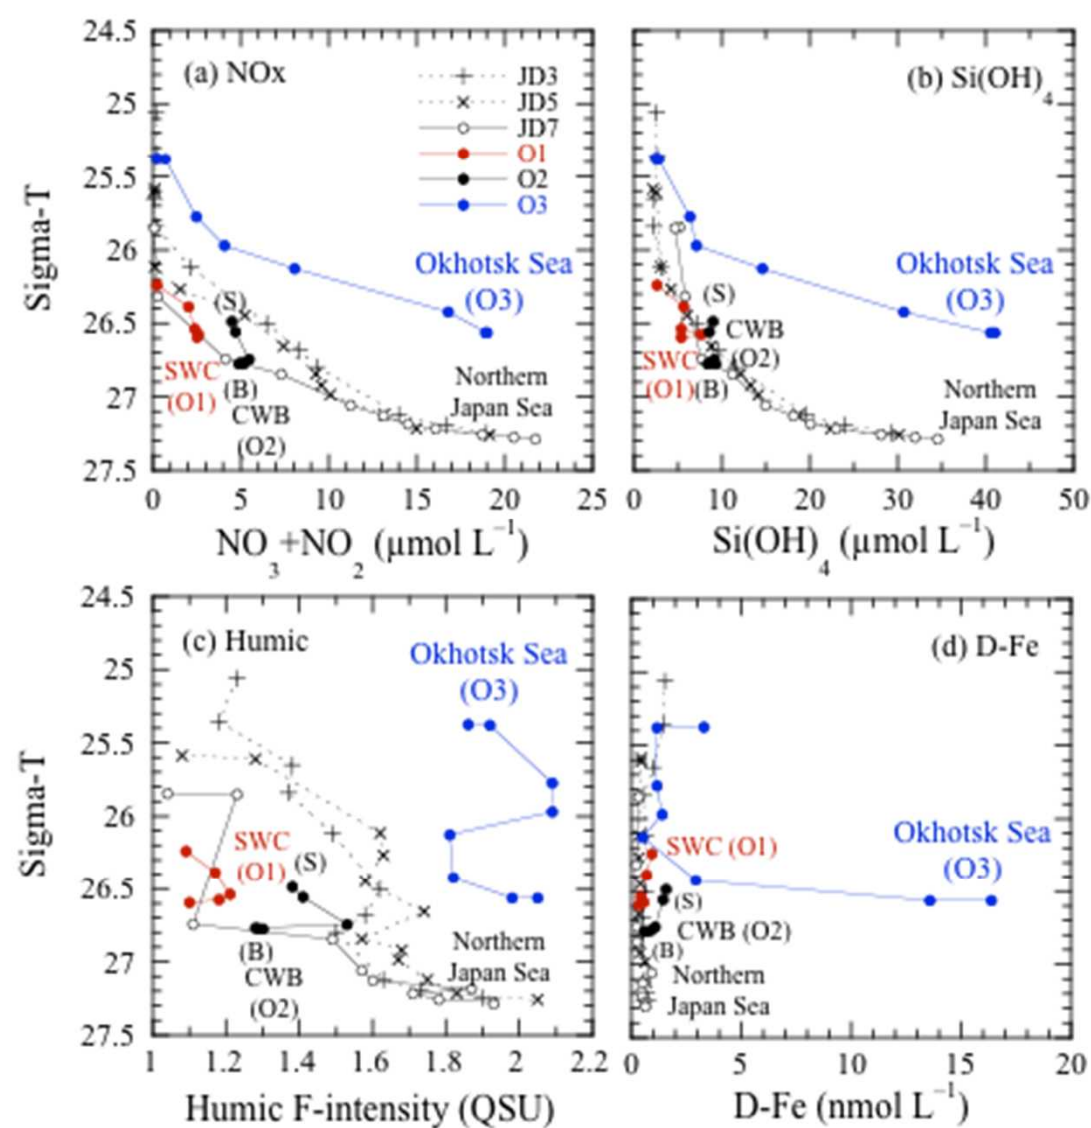 24.5
25
25.5
26
26.5
27
27.5
Sigma-T
(a) NOx
JD3
JD5
JD7
O1
O2
O3
Okhotsk Sea
(O3)
(S)
SWC
(O1)
(B)
CWB
(O2)
Northern
Japan Sea
0 5 10 15 20 25
NO3+NO2 (μmol L−1)
(b) Si(OH)4
Okhotsk Sea
(O3)
(S)
CWB
(O2)
SWC
(O1)
(B)
Northern
Japan Sea
0 10 20 30 40 50
Si(OH)4 (μmol L−1)
24.5
25
25.5
26
26.5
27
27.5
Sigma-T
(c) Humic
Okhotsk Sea
(O3)
SWC
(O1)
(S)
(B)
CWB
(O2)
Northern
Japan Sea
1 1.2 1.4 1.6 1.8 2 2.2
Humic F-intensity (QSU)
(d) D-Fe
Okhotsk Sea
(O3)
SWC (O1)
(S)
CWB (O2)
(B)
Northern
Japan Sea
0 5 10 15 20
D-Fe (nmol L−1)